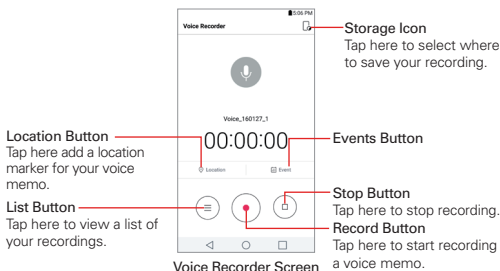 5:06 PM
Voice Recorder
Storage Icon
Tap here to select where
to save your recording.
Voice_160127_1
00:00:00
Location Button
Tap here add a location
marker for your voice
memo.
Location
Event
Events Button
List Button
Tap here to view a list of
your recordings.
Stop Button
Tap here to stop recording.
Record Button
Tap here to start recording
a voice memo.
Voice Recorder Screen